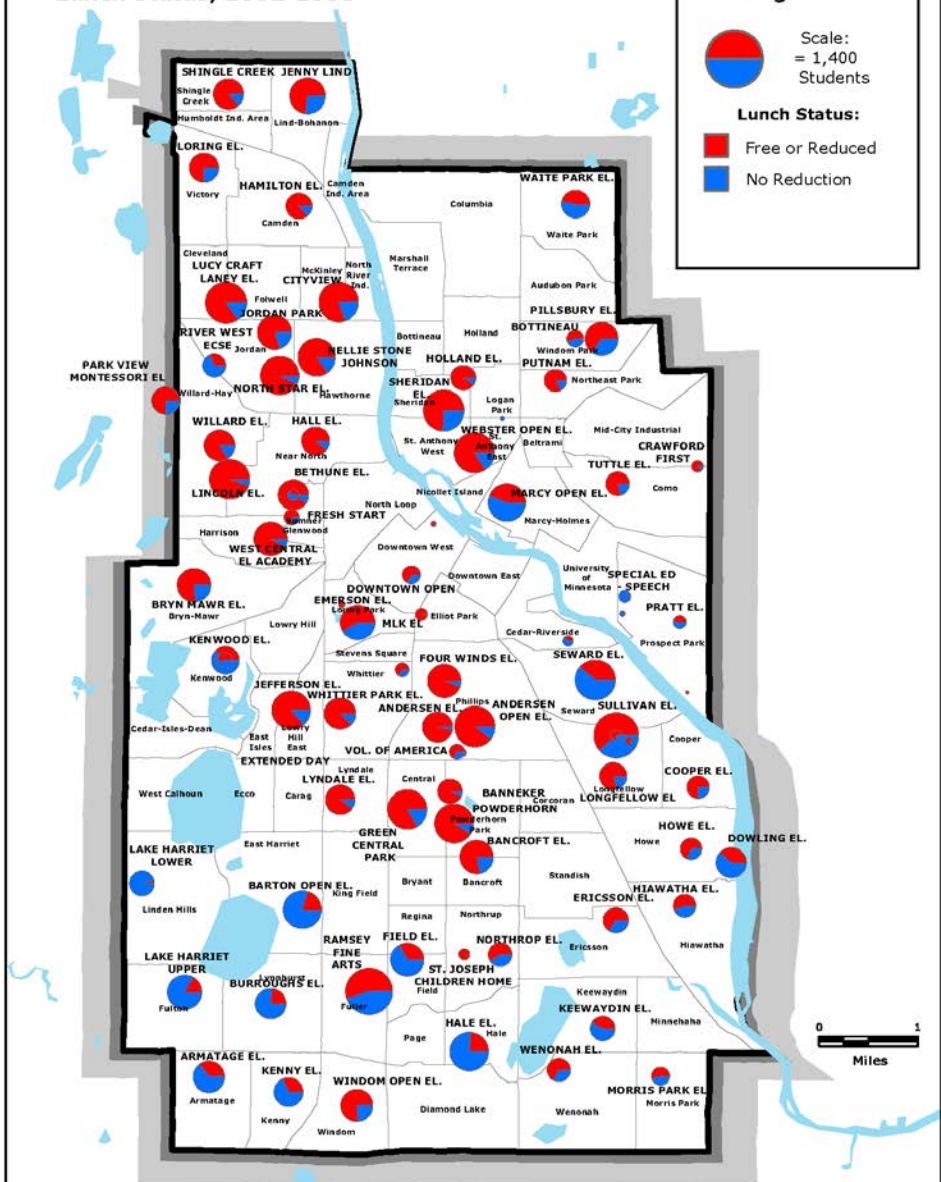 Scale:
= 1,400
Students
Lunch Status:
Free or Reduced
No Reduction
SHINGLE CREEK
JENNY LIND
Shingle
Creek
Humboldt Ind. Area
Lind-Bohanon
LORING EL.
Victory
HAMILTON EL.
Camden
Ind. Area
Camden
WAITE PARK EL.
Columbia
Waite Park
Cleveland
LUCY CRAFT
LANEY EL.
Folwell
McKinley
CITYVIEW
North
River
Ind.
Marshall
Terrace
Audubon Park
JORDAN PARK
RIVER WEST
ECSE
Jordan
NELLIE STONE
JOHNSON
Bottineau
Holland
PILLSBURY EL.
BOTTINEAU
Windom Park
HOLLAND EL.
PUTNAM EL.
Northeast Park
PARK VIEW
MONTESSORI EL
Willard-Hay
NORTH STAR EL.
Hawthorne
SHERIDAN
EL.
Sheridan
Logan
Park
WILLARD EL.
HALL EL.
Near North
St. Anthony
West
WEBSTER OPEN EL.
St.
Anthony
East
Beltrami
Mid-City Industrial
CRAWFORD
FIRST
BETHUNE EL.
LINCOLN EL.
TUTTLE EL.
Como
Nicollet Island
MARCY OPEN EL.
Marcy-Holmes
FRESH START
Sumner
Glenwood
North Loop
Harrison
WEST CENTRAL
EL ACADEMY
Downtown West
BRYN MAWR EL.
Bryn-Mawr
DOWNTOWN OPEN
Downtown East
University
of
Minnesota
SPECIAL ED
- SPEECH
PRATT EL.
Prospect Park
EMERSON EL.
Loring Park
MLK EL
Elliot Park
Lowry Hill
Cedar-Riverside
KENWOOD EL.
Kenwood
Stevens Square
Whittier
FOUR WINDS EL.
SEWARD EL.
Seward
JEFFERSON EL.
WHITTIER PARK EL.
ANDERSEN EL.
Phillips
ANDERSEN
OPEN EL.
SULLIVAN EL.
Cedar-Isles-Dean
East
Isles
Lowry
Hill
East
VOL. OF AMERICA
Cooper
EXTENDED DAY
Lyndale
LYNDALE EL.
Central
BANNEKER
Corcoran
Longfellow
LONGFELLOW EL
COOPER EL.
West Calhoun
Ecco
Carag
POWDERHORN
Powderhorn
Park
GREEN
CENTRAL
PARK
BANCROFT EL.
Bancroft
Howe
HOWE EL.
DOWLING EL.
LAKE HARRIET
LOWER
Linden Hills
East Harriet
BARTON OPEN EL.
King Field
Bryant
Standish
HIAWATHA EL.
ERICSSON EL.
Regina
Northrup
Ericsson
Hiawatha
LAKE HARRIET
UPPER
Fulton
Lynnhurst
BURROUGHS EL.
RAMSEY
FINE
ARTS
Fuller
FIELD EL.
Field
NORTHROP EL.
ST. JOSEPH
CHILDREN HOME
Keewaydin
KEEWAYDIN EL.
Minnehaha
HALE EL.
Hale
Page
WENONAH EL.
Wenonah
ARMATAGE EL.
Armatage
KENNY EL.
Kenny
WINDOM OPEN EL.
Windom
Diamond Lake
MORRIS PARK EL
Morris Park
0 1
Miles